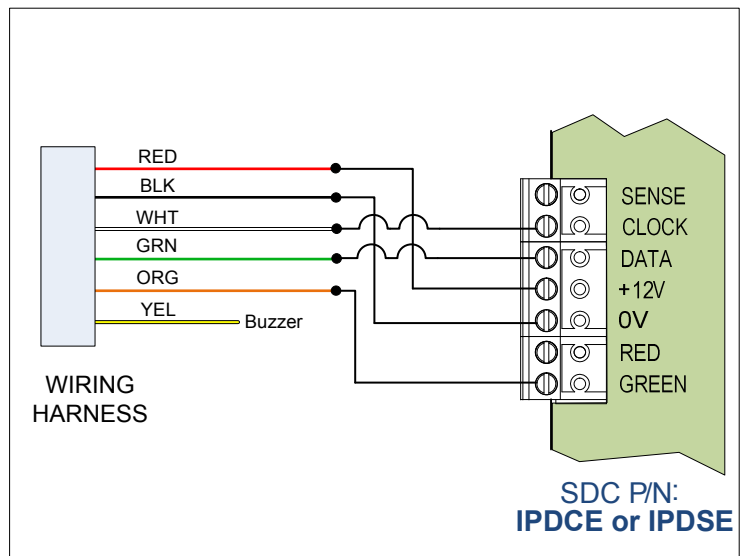 RED
BLK
WHT
GRN
ORG
YEL
Buzzer
WIRING
HARNESS
SENSE
CLOCK
DATA
+12V
0V
RED
GREEN
SDC P/N:
IPDCE or IPDSE